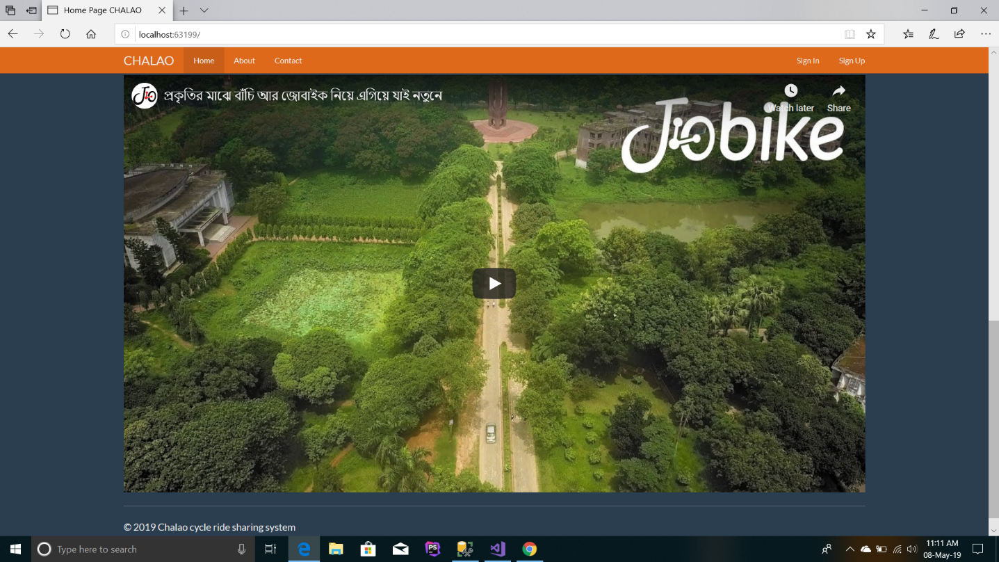 Home Page CHALAO
localhost:63199/
CHALAO
Home
About
Contact
Sign In
Sign Up
Jo
প্রকৃতির মাঝে বাঁচি আর জোবাইক নিয়ে এগিয়ে যাই নতুনে
Watch later
Share
Jobike
© 2019 Chalao cycle ride sharing system
Type here to search
PS
11:11 AM
08-May-19